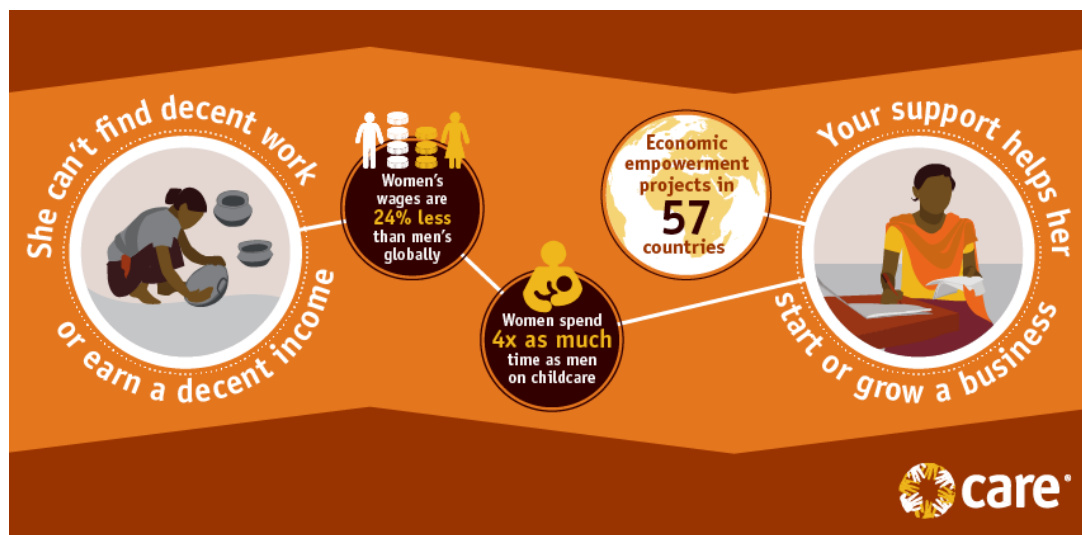 She can't find decent work
or earn a decent income
Women's
wages are
24% less
than men's
globally
Women spend
4x as much
time as men
on childcare
Economic
empowerment
projects in
57
countries
Your support helps her
start or grow a business
care®